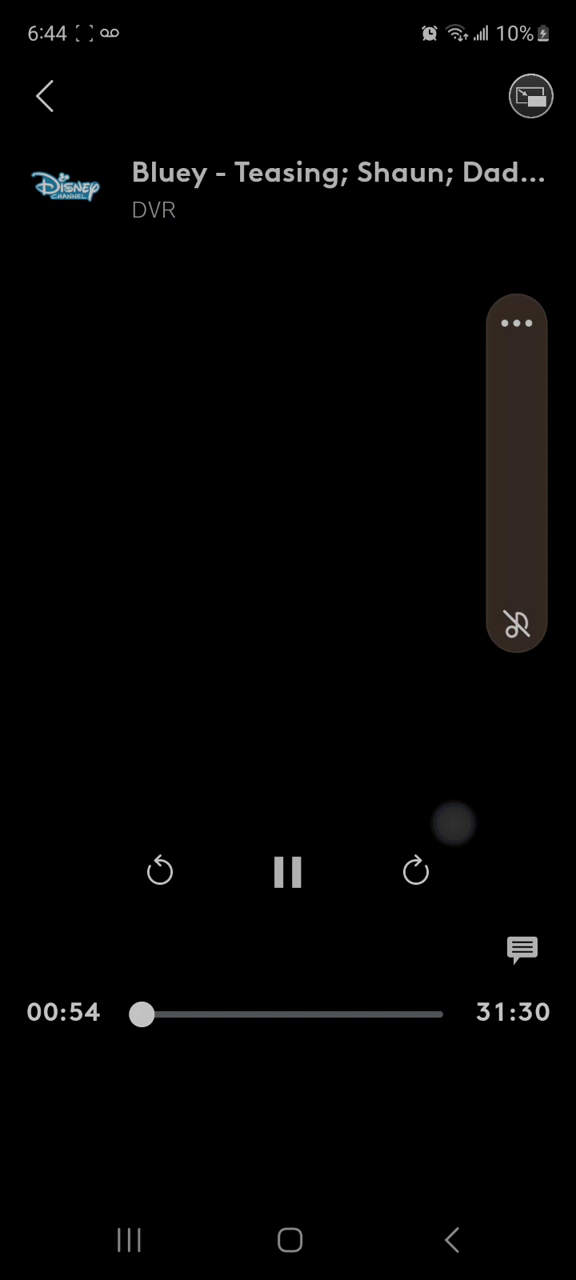 6:44
10%
Disney
CHANNEL
Bluey - Teasing; Shaun; Dad...
DVR
00:54
31:30